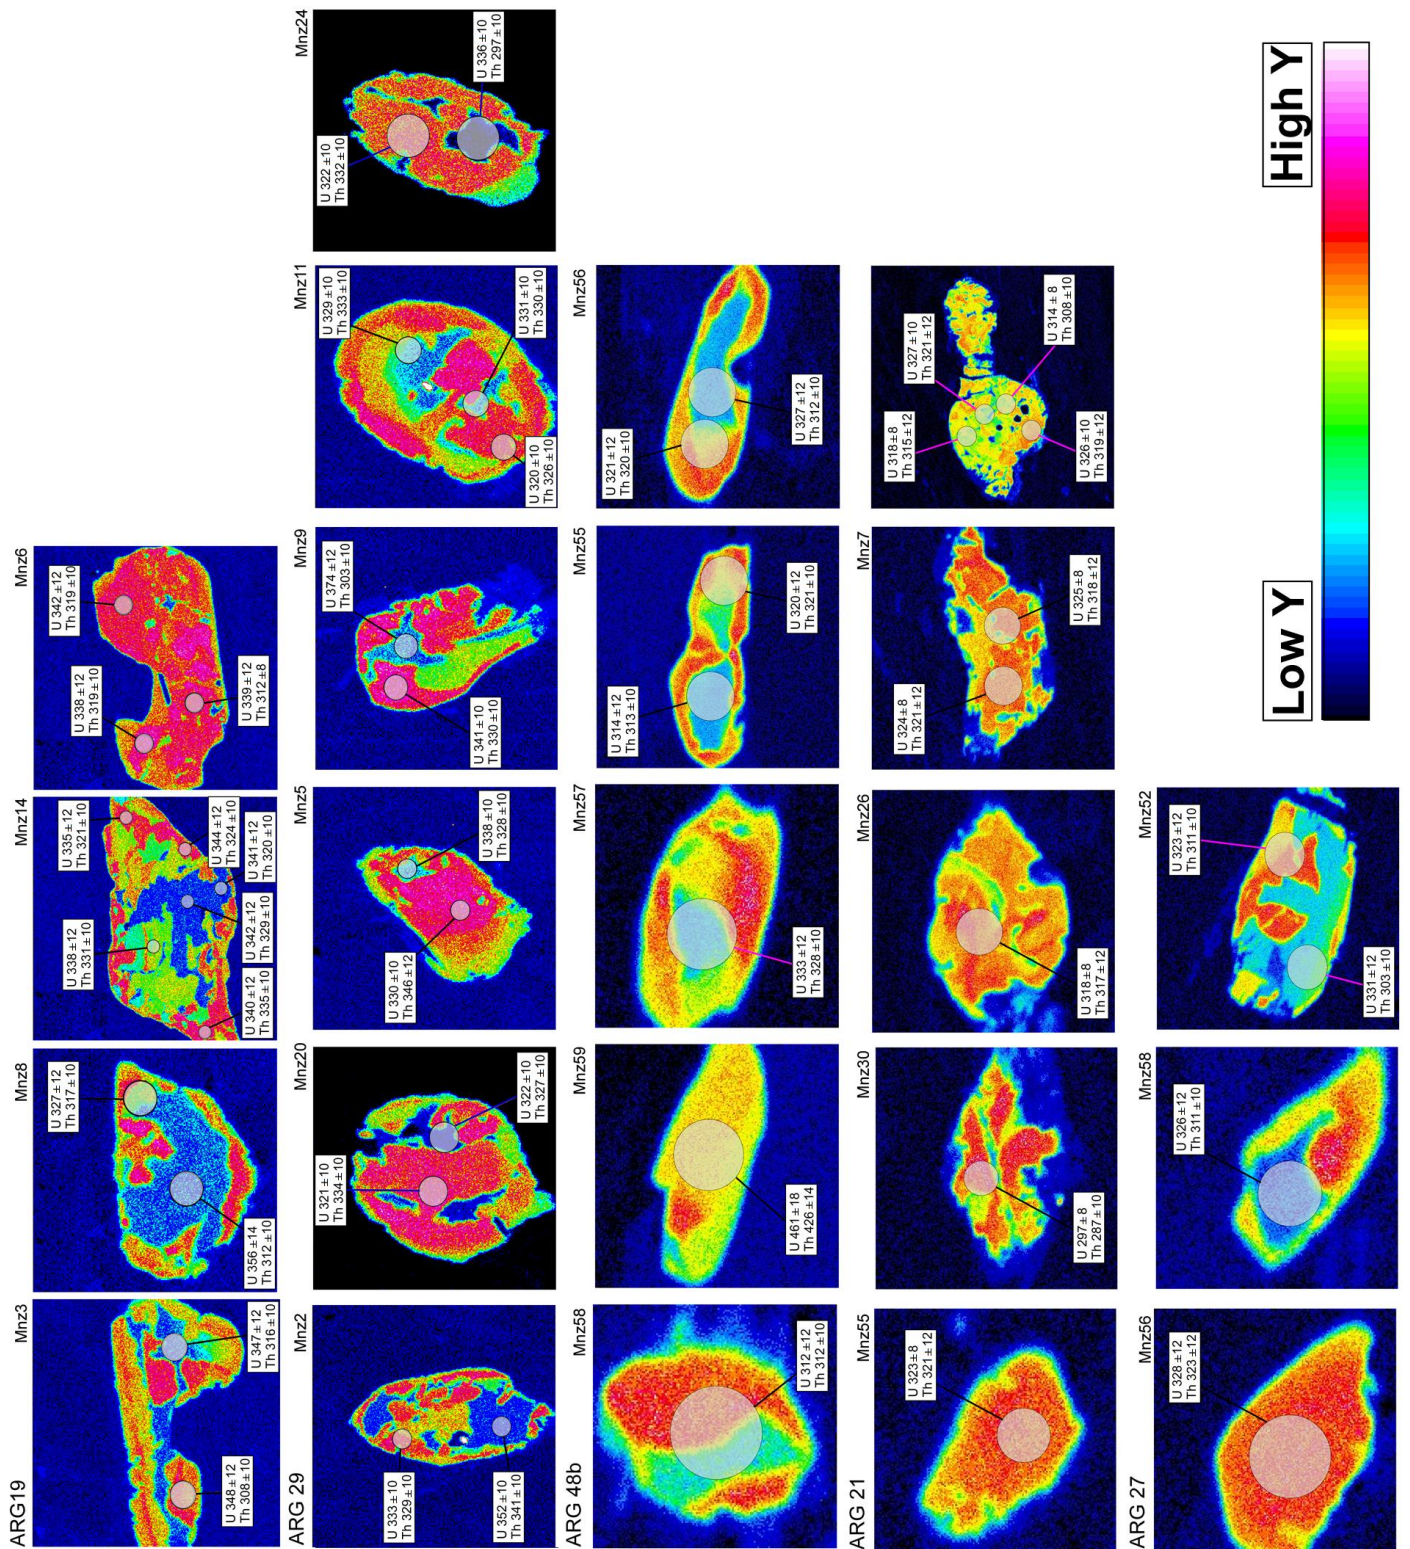 ARG19
Mnz3
U 348 ±12
Th 308 ±10
U 347 ±12
Th 316 ±10
Mnz8
U 327 ±12
Th 317 ±10
U 356 ±14
Th 312 ±10
Mnz14
U 338 ±12
Th 331 ±10
U 335 ±12
Th 321 ±10
U 340 ±12
Th 335 ±10
U 342 ±12
Th 329 ±10
U 344 ±12
Th 324 ±10
U 341 ±12
Th 320 ±10
Mnz6
U 338 ±12
Th 319 ±10
U 342 ±12
Th 319 ±10
U 339 ±12
Th 312 ±8
ARG 29
Mnz2
U 333 ±10
Th 329 ±10
U 352 ±10
Th 341 ±10
Mnz20
U 321 ±10
Th 334 ±10
U 322 ±10
Th 327 ±10
Mnz5
U 330 ±10
Th 346 ±12
U 338 ±10
Th 328 ±10
Mnz9
U 374 ±12
Th 303 ±10
U 341 ±10
Th 330 ±10
Mnz11
U 329 ±10
Th 333 ±10
U 320 ±10
Th 326 ±10
U 331 ±10
Th 330 ±10
Mnz24
U 322 ±10
Th 332 ±10
U 336 ±10
Th 297 ±10
ARG 48b
Mnz58
U 312 ±12
Th 312 ±10
Mnz59
U 461 ±18
Th 426 ±14
Mnz57
U 333 ±12
Th 328 ±10
Mnz55
U 314 ±12
Th 313 ±10
U 320 ±12
Th 321 ±10
Mnz56
U 321 ±12
Th 320 ±10
U 327 ±12
Th 312 ±10
ARG 21
Mnz55
U 323 ±8
Th 321 ±12
Mnz30
U 297 ±8
Th 287 ±10
Mnz26
U 318 ±8
Th 317 ±12
Mnz7
U 324 ±8
Th 321 ±12
U 325 ±8
Th 318 ±12
U 318 ±8
Th 315 ±12
U 327 ±10
Th 321 ±12
U 326 ±10
Th 319 ±12
U 314 ±8
Th 308 ±10
ARG 27
Mnz56
U 328 ±12
Th 323 ±12
Mnz58
U 326 ±12
Th 311 ±10
Mnz52
U 323 ±12
Th 311 ±10
U 331 ±12
Th 303 ±10
Low Y
High Y